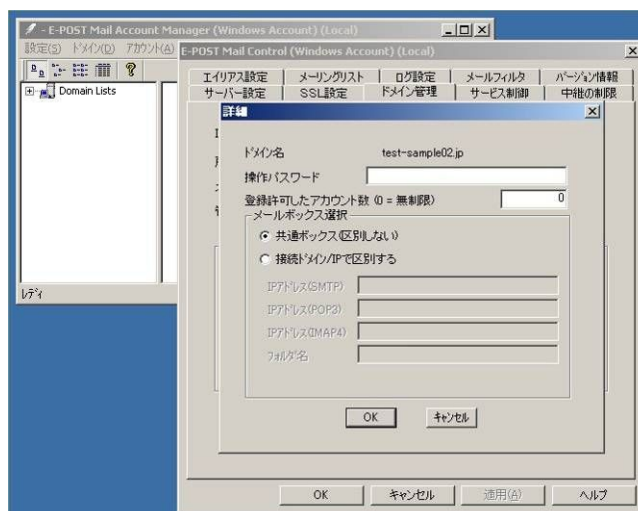 - E-POST Mail Account Manager (Windows Account) (Local)
設定(S) ドメイン(D) アカウント(A)
Domain Lists
レディ
E-POST Mail Control (Windows Account) (Local)
エイリアス設定 メーリングリスト ログ設定 メールフィルタ バージョン情報
サーバー設定 SSL設定 ドメイン管理 サービス制御 中継の制限
詳細
ドメイン名 test-sample02.jp
操作パスワード
登録許可したアカウント数 (0 = 無制限) 0
メールボックス選択
共通ボックス(区別しない)
接続ドメイン/IPで区別する
IPアドレス(SMTP)
IPアドレス(POP3)
IPアドレス(IMAP4)
フォルダ名
OK キャンセル
OK キャンセル 適用(A) ヘルプ